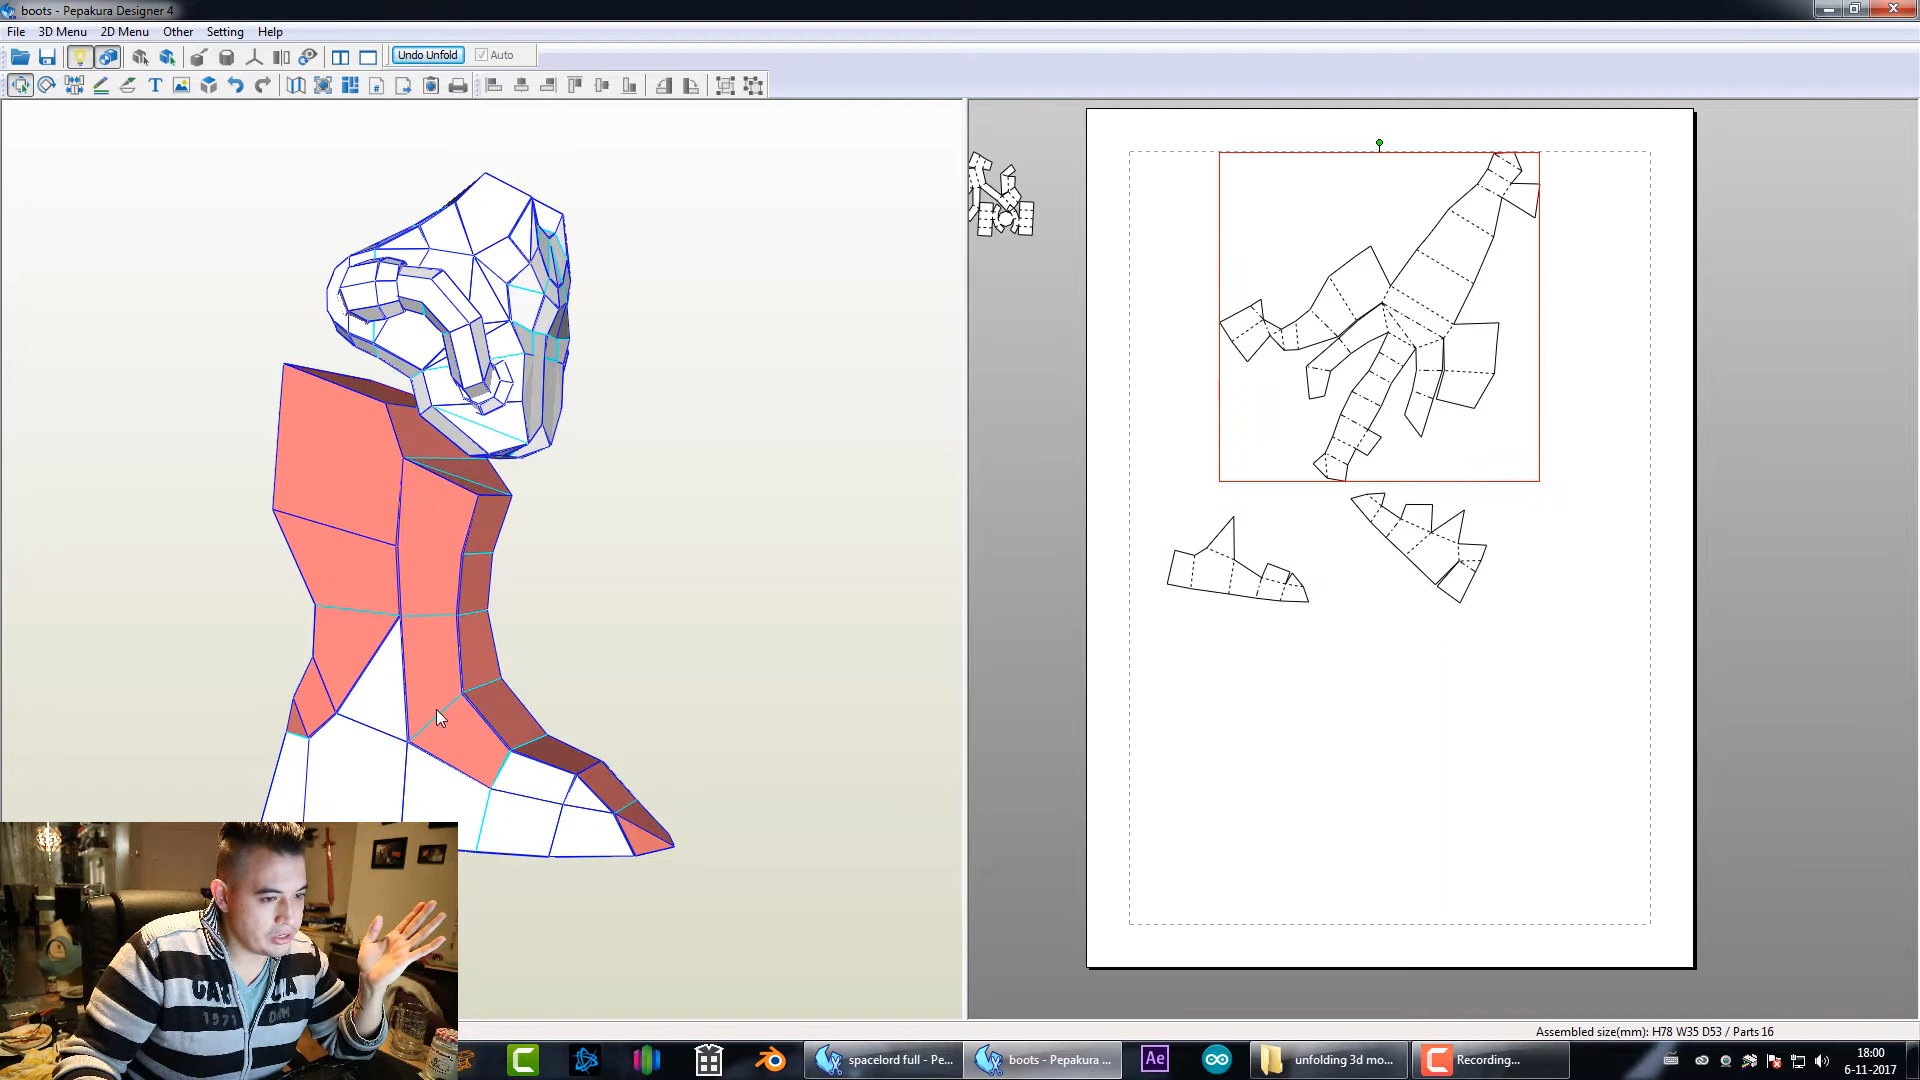 boots - Pepakura Designer 4
File 3D Menu 2D Menu Other Setting Help
Undo Unfold Auto
Assembled size(mm): H78 W35 D53 / Parts 16
1971
spacelord full - Pe...
boots - Pepakura ...
Ae
unfolding 3d mo...
Recording...
18:00
6-11-2017